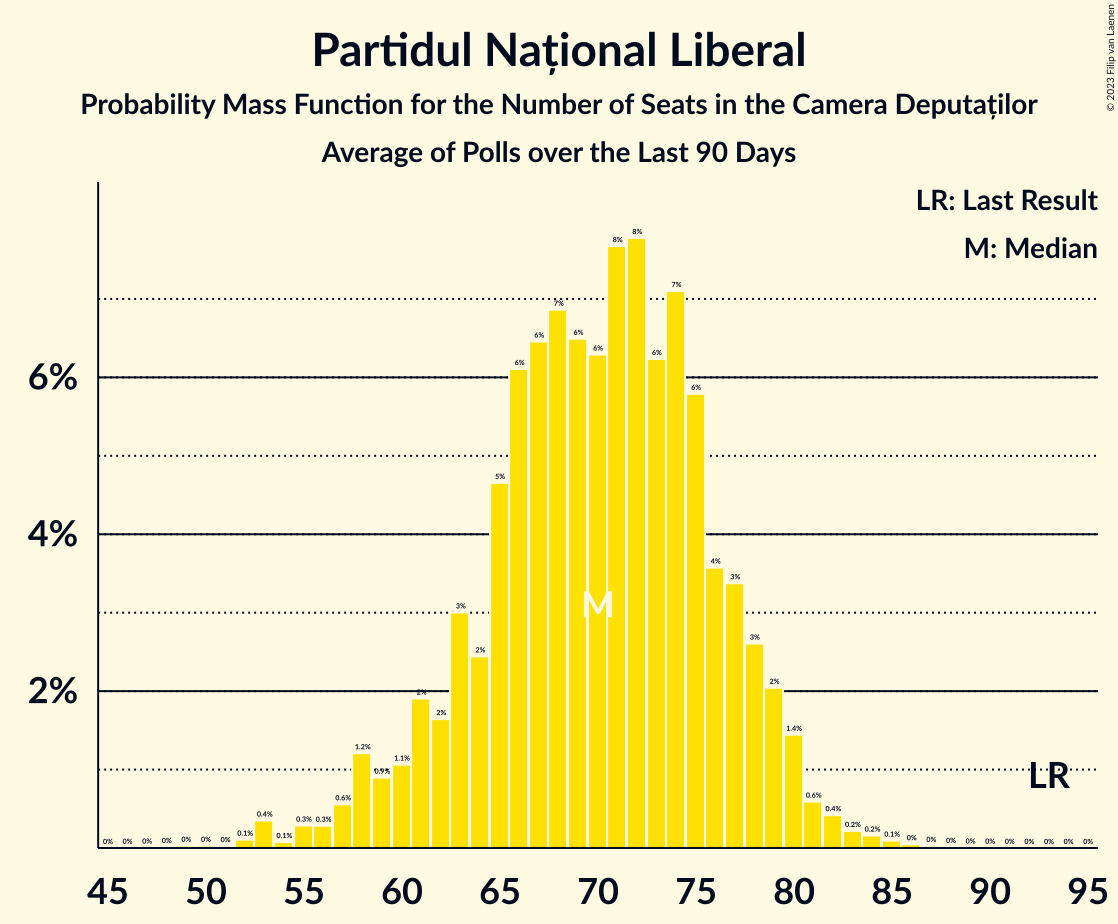 Partidul Național Liberal
Probability Mass Function for the Number of Seats in the Camera Deputaților
Average of Polls over the Last 90 Days
© 2023 Filip van Laenen
LR: Last Result
M: Median
6%
4%
2%
0% 0% 0% 0% 0% 0% 0% 0.1% 0.4% 0.1% 0.3% 0.3% 0.6% 1.2% 0.9% 1.1% 2% 2% 3% 2% 5% 6% 6% 7% 6% 6% 8% 8% 6% 7% 6% 4% 3% 3% 2% 1.4% 0.6% 0.4% 0.2% 0.2% 0.1% 0% 0% 0% 0% 0% 0% 0% 0% 0% 0%
M
LR
45 50 55 60 65 70 75 80 85 90 95